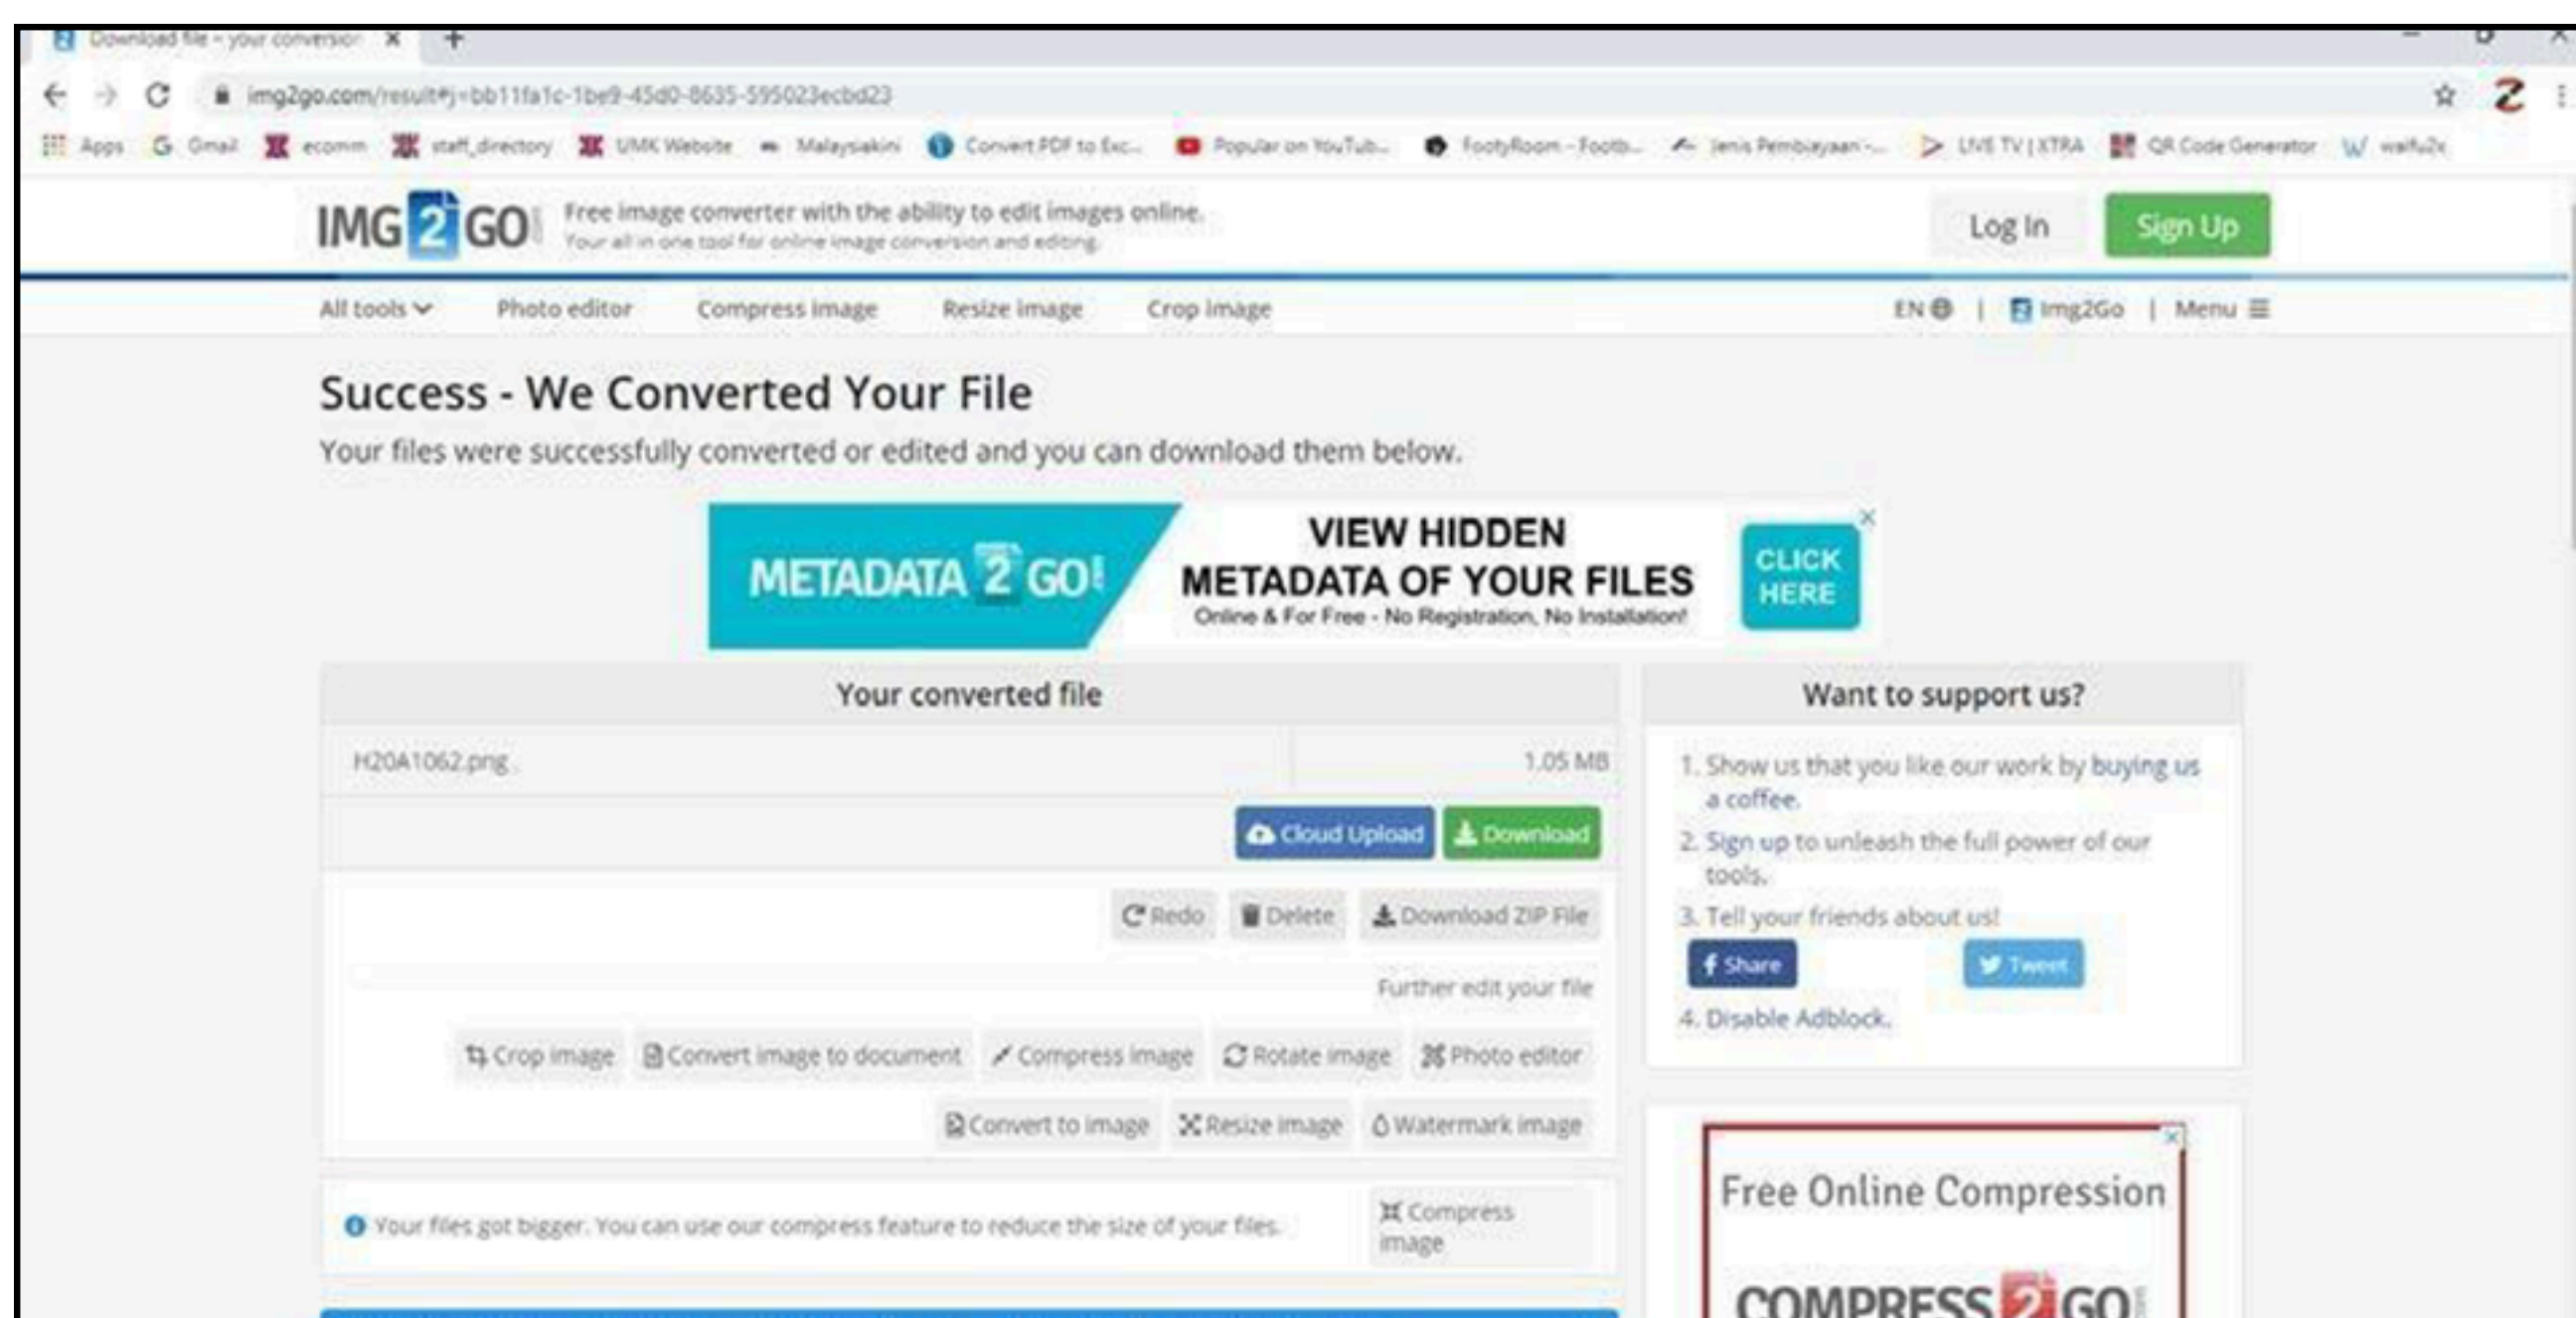 Download file – your conversion
img2go.com/result#j=bb11fa1c-1be9-45d0-8635-595023ecbd23
Apps Gmail ecomm staff_directory UMK Website Malaysiakini Convert PDF to Exc... Popular on YouTub... FootyRoom - Footb... Jenis Pembiayaan -... LIVE TV | XTRA QR Code Generator waifu2x
IMG2GO Free image converter with the ability to edit images online.
Your all in one tool for online image conversion and editing.
Log In Sign Up
All tools Photo editor Compress image Resize image Crop image EN | Img2Go | Menu
Success - We Converted Your File
Your files were successfully converted or edited and you can download them below.
METADATA 2 GO
VIEW HIDDEN
METADATA OF YOUR FILES
Online & For Free - No Registration, No Installation!
CLICK
HERE
Your converted file
H20A1062.png 1.05 MB
Cloud Upload Download
Redo Delete Download ZIP File
Further edit your file
Crop image Convert image to document Compress image Rotate image Photo editor
Convert to image Resize image Watermark image
Your files got bigger. You can use our compress feature to reduce the size of your files.
Compress
image
Want to support us?
1. Show us that you like our work by buying us
a coffee.
2. Sign up to unleash the full power of our
tools.
3. Tell your friends about us!
Share Tweet
4. Disable Adblock.
Free Online Compression
COMPRESS 2 GO